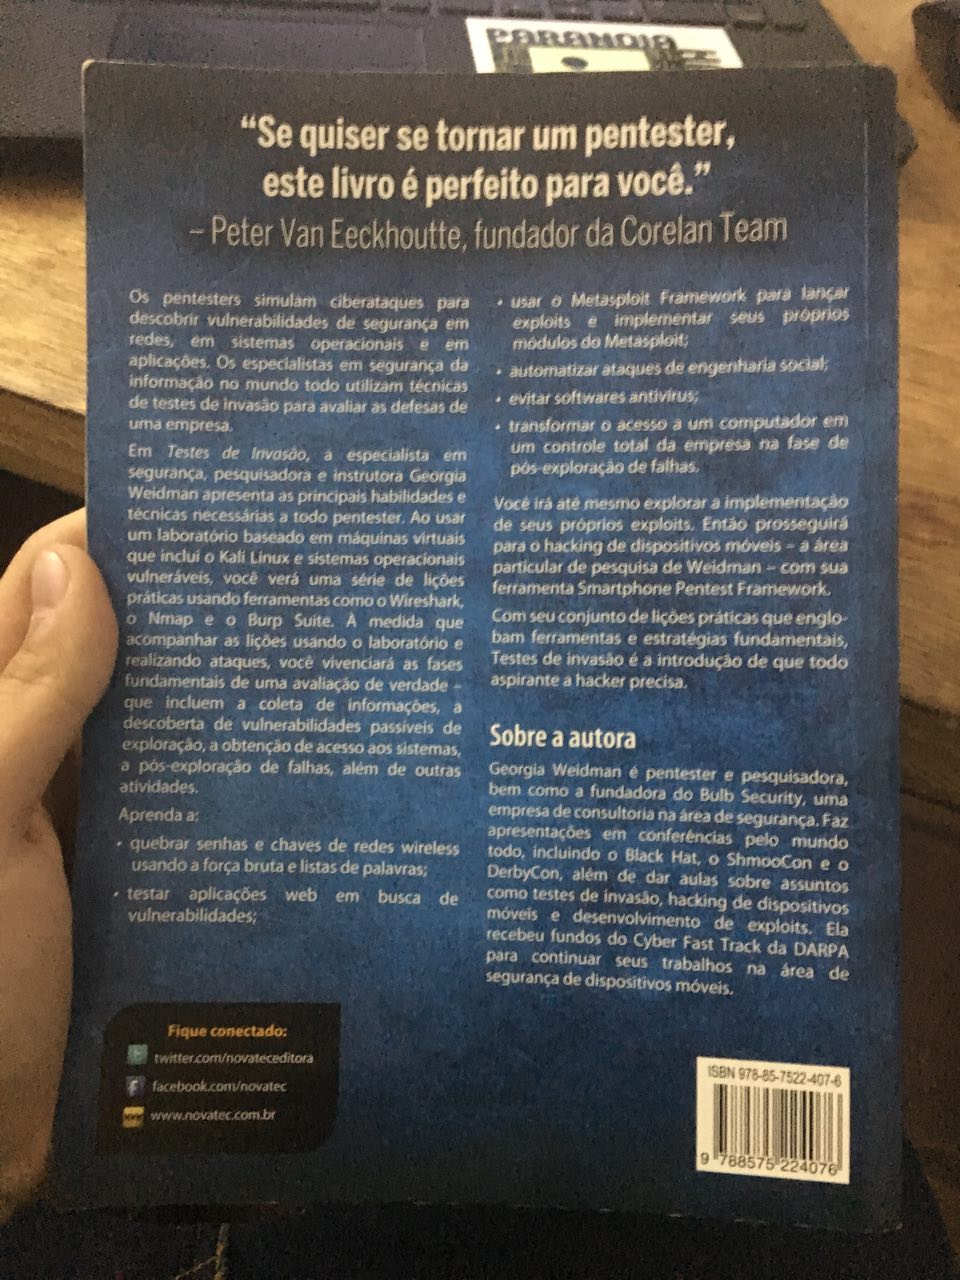 PARANOIA
“Se quiser se tornar um pentester,
este livro é perfeito para você.”
– Peter Van Eeckhoutte, fundador da Corelan Team
Os pentesters simulam ciberataques para
descobrir vulnerabilidades de segurança em
redes, em sistemas operacionais e em
aplicações. Os especialistas em segurança da
informação no mundo todo utilizam técnicas
de testes de invasão para avaliar as defesas de
uma empresa.
Em Testes de Invasão, a especialista em
segurança, pesquisadora e instrutora Georgia
Weidman apresenta as principais habilidades e
técnicas necessárias a todo pentester. Ao usar
um laboratório baseado em máquinas virtuais
que inclui o Kali Linux e sistemas operacionais
vulneráveis, você verá uma série de lições
práticas usando ferramentas como o Wireshark,
o Nmap e o Burp Suite. À medida que
acompanhar as lições usando o laboratório e
realizando ataques, você vivenciará as fases
fundamentais de uma avaliação de verdade –
que incluem a coleta de informações, a
descoberta de vulnerabilidades passíveis de
exploração, a obtenção de acesso aos sistemas,
a pós-exploração de falhas, além de outras
atividades.
Aprenda a:
• quebrar senhas e chaves de redes wireless
usando a força bruta e listas de palavras;
• testar aplicações web em busca de
vulnerabilidades;
• usar o Metasploit Framework para lançar
exploits e implementar seus próprios
módulos do Metasploit;
• automatizar ataques de engenharia social;
• evitar softwares antivírus;
• transformar o acesso a um computador em
um controle total da empresa na fase de
pós-exploração de falhas.
Você irá até mesmo explorar a implementação
de seus próprios exploits. Então prosseguirá
para o hacking de dispositivos móveis – a área
particular de pesquisa de Weidman – com sua
ferramenta Smartphone Pentest Framework.
Com seu conjunto de lições práticas que englo-
bam ferramentas e estratégias fundamentais,
Testes de invasão é a introdução de que todo
aspirante a hacker precisa.
Sobre a autora
Georgia Weidman é pentester e pesquisadora,
bem como a fundadora do Bulb Security, uma
empresa de consultoria na área de segurança. Faz
apresentações em conferências pelo mundo
todo, incluindo o Black Hat, o ShmooCon e o
DerbyCon, além de dar aulas sobre assuntos
como testes de invasão, hacking de dispositivos
móveis e desenvolvimento de exploits. Ela
recebeu fundos do Cyber Fast Track da DARPA
para continuar seus trabalhos na área de
segurança de dispositivos móveis.
Fique conectado:
twitter.com/novateceditora
facebook.com/novatec
www.novatec.com.br
ISBN 978-85-7522-407-6
9 788575 224076